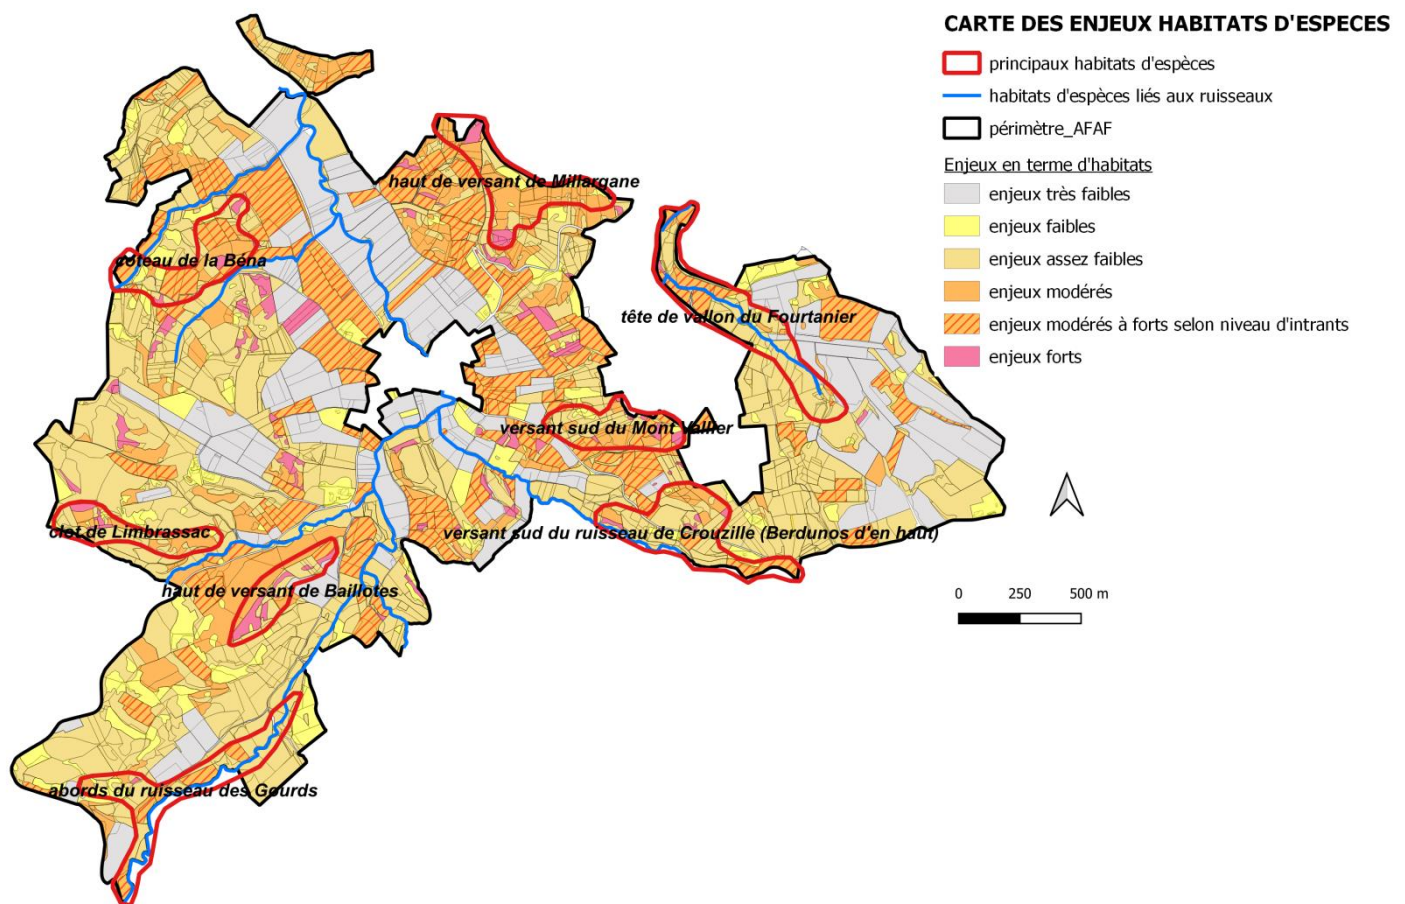 CARTE DES ENJEUX HABITATS D'ESPECES
principaux habitats d'espèces
habitats d'espèces liés aux ruisseaux
périmètre_AFAF
Enjeux en terme d'habitats
enjeux très faibles
enjeux faibles
enjeux assez faibles
enjeux modérés
enjeux modérés à forts selon niveau d'intrants
enjeux forts
haut de versant de Millargane
coteau de la Béna
tête de vallon du Fourtanier
versant sud du Mont Vallier
clot de Limbrassac
versant sud du ruisseau de Crouzille (Berdunos d'en haut)
haut de versant de Baillotes
abords du ruisseau des Gourds
0 250 500 m